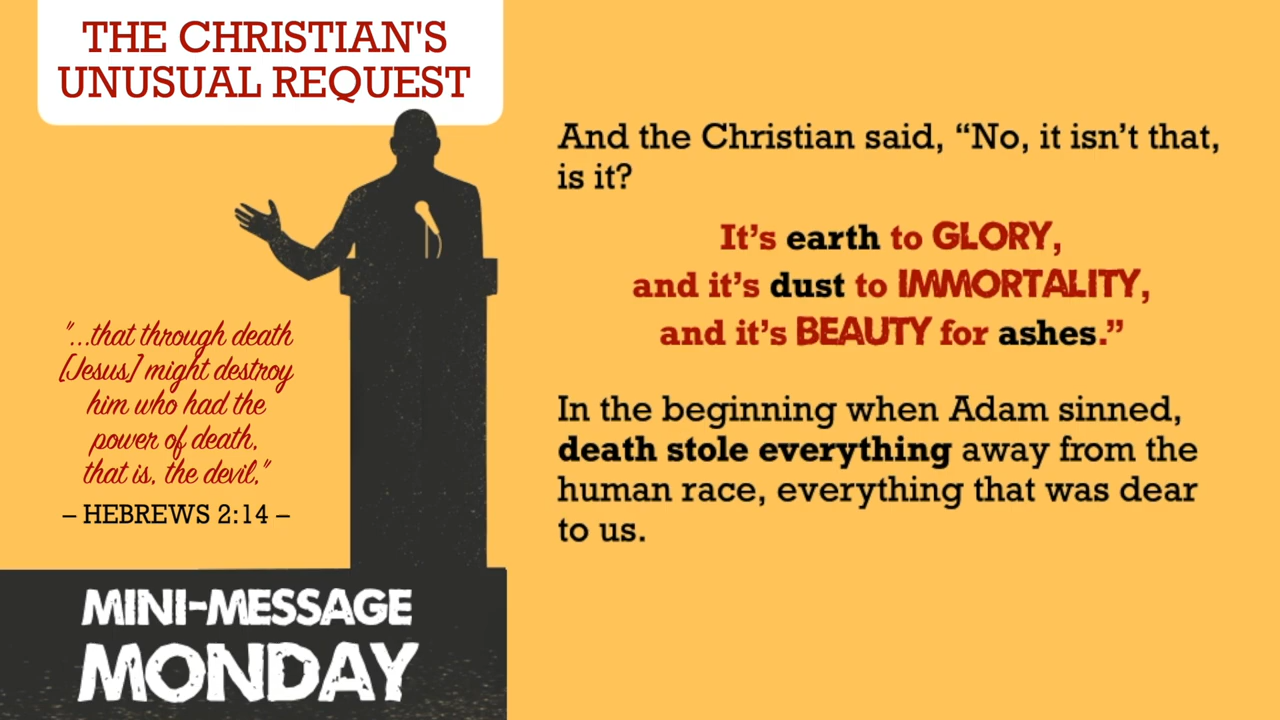 THE CHRISTIAN'S
UNUSUAL REQUEST
"...that through death
[Jesus] might destroy
him who had the
power of death,
that is, the devil,"
– HEBREWS 2:14 –
MINI-MESSAGE
MONDAY
And the Christian said, “No, it isn’t that,
is it?
It’s earth to GLORY,
and it’s dust to IMMORTALITY,
and it’s BEAUTY for ashes.”
In the beginning when Adam sinned,
death stole everything away from the
human race, everything that was dear
to us.